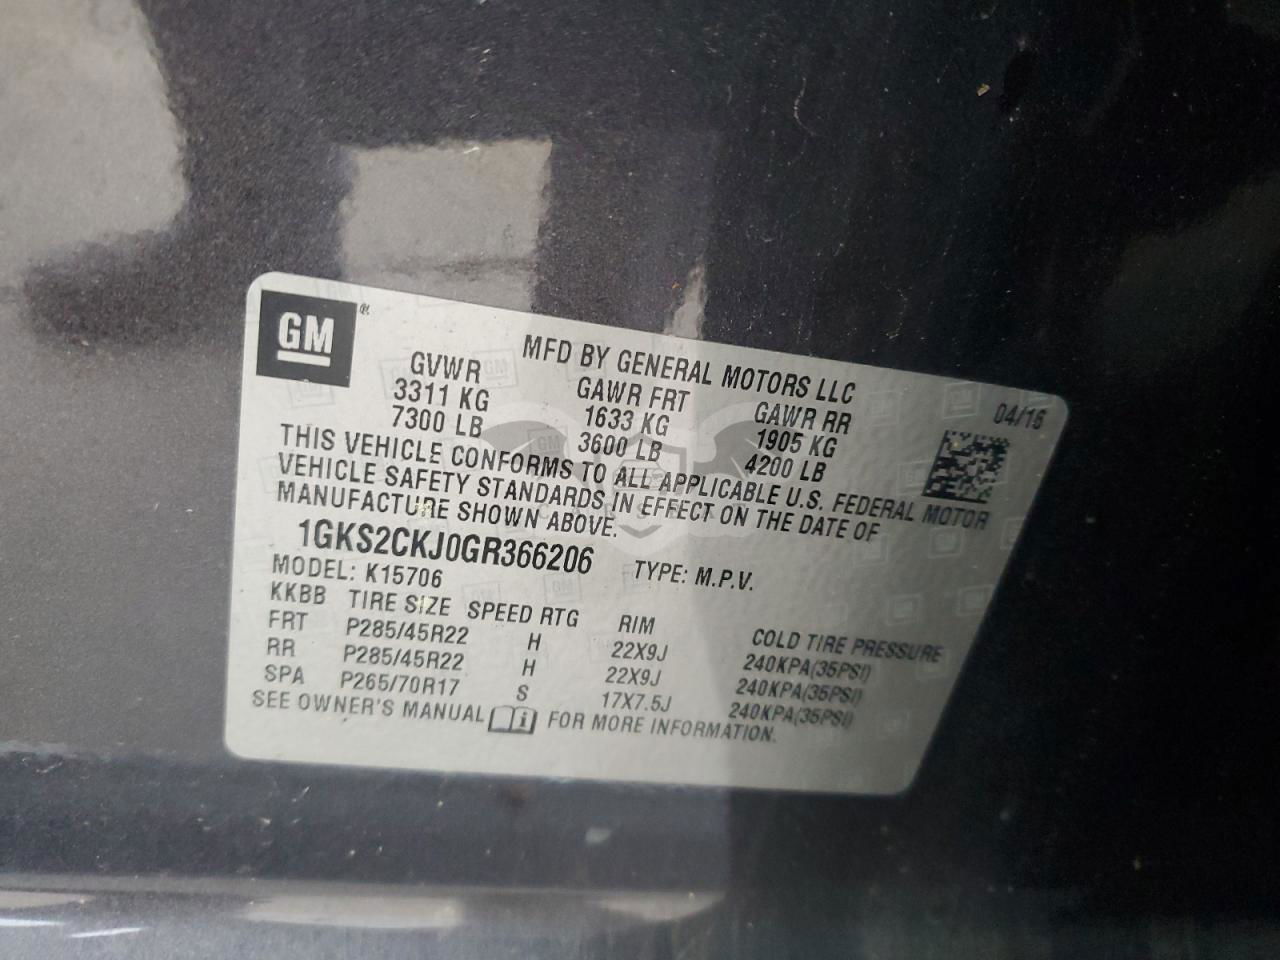 GM ®
MFD BY GENERAL MOTORS LLC
04/16
GVWR GAWR FRT GAWR RR
3311 KG 1633 KG 1905 KG
7300 LB 3600 LB 4200 LB
THIS VEHICLE CONFORMS TO ALL APPLICABLE U.S. FEDERAL MOTOR
VEHICLE SAFETY STANDARDS IN EFFECT ON THE DATE OF
MANUFACTURE SHOWN ABOVE.
1GKS2CKJ0GR366206 TYPE: M.P.V.
MODEL: K15706
KKBB TIRE SIZE SPEED RTG RIM COLD TIRE PRESSURE
FRT P285/45R22 H 22X9J 240KPA(35PSI)
RR P285/45R22 H 22X9J 240KPA(35PSI)
SPA P265/70R17 S 17X7.5J 240KPA(35PSI)
SEE OWNER'S MANUAL FOR MORE INFORMATION.